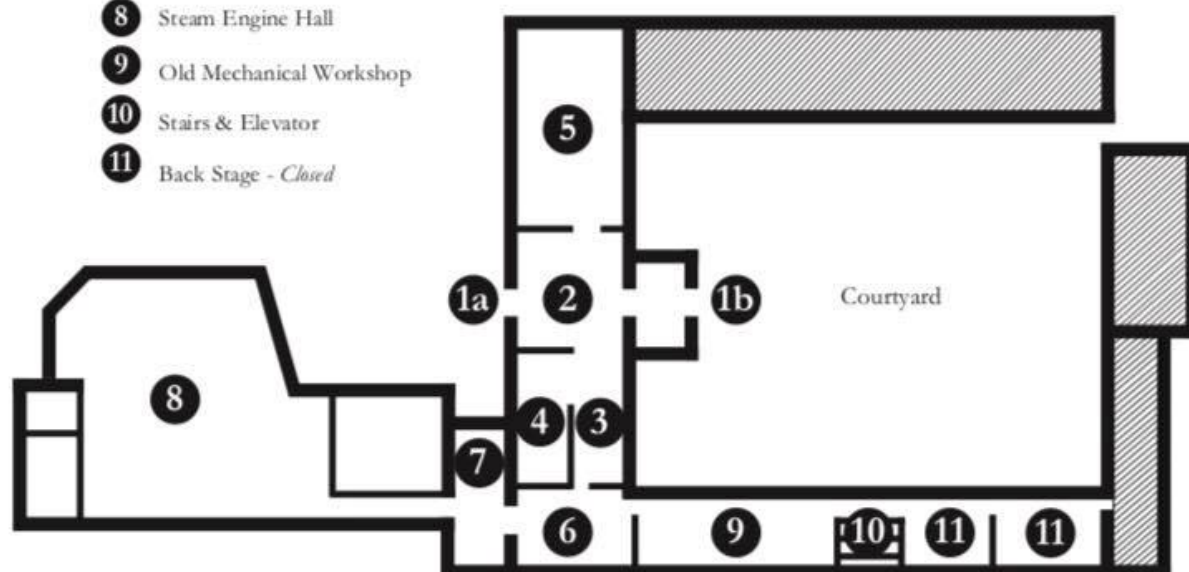 8 Steam Engine Hall
9 Old Mechanical Workshop
10 Stairs & Elevator
11 Back Stage - Closed
5
1a 2 1b Courtyard
8 4 3
7
6 9 10 11 11